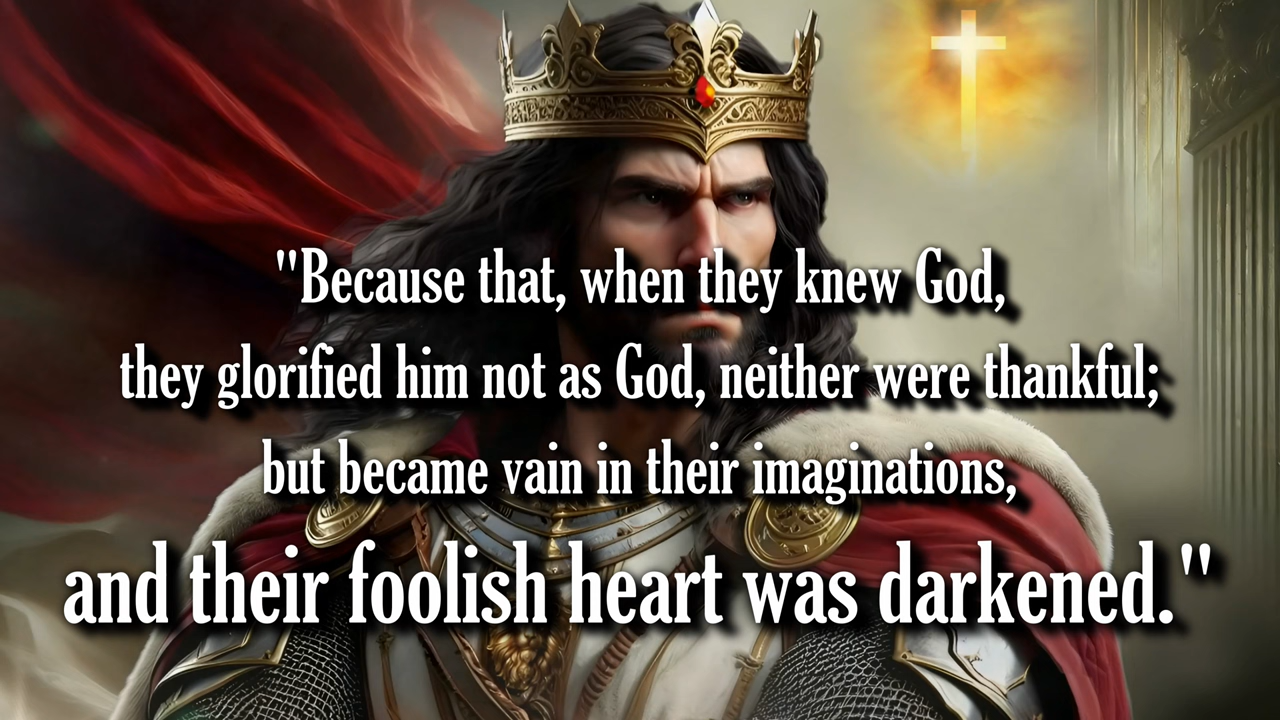 "Because that, when they knew God,
they glorified him not as God, neither were thankful;
but became vain in their imaginations,
and their foolish heart was darkened."